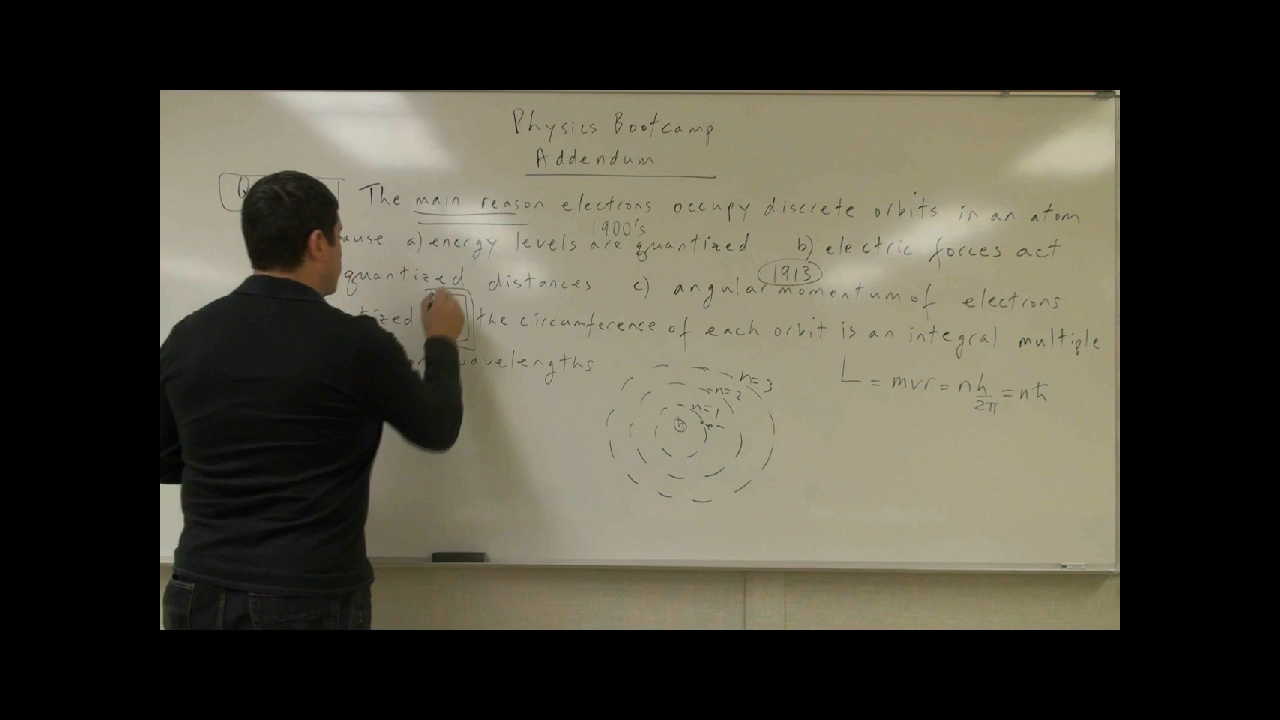 Physics Bootcamp
Addendum
The main reason electrons occupy discrete orbits in an atom
1900's
ause a) energy levels are quantized b) electric forces act
1913
quantized distances c) angular momentum of electrons
tized the circumference of each orbit is an integral multiple
wavelengths
n=3
n=2
n=1
L = mvr = nh/2π = nħ